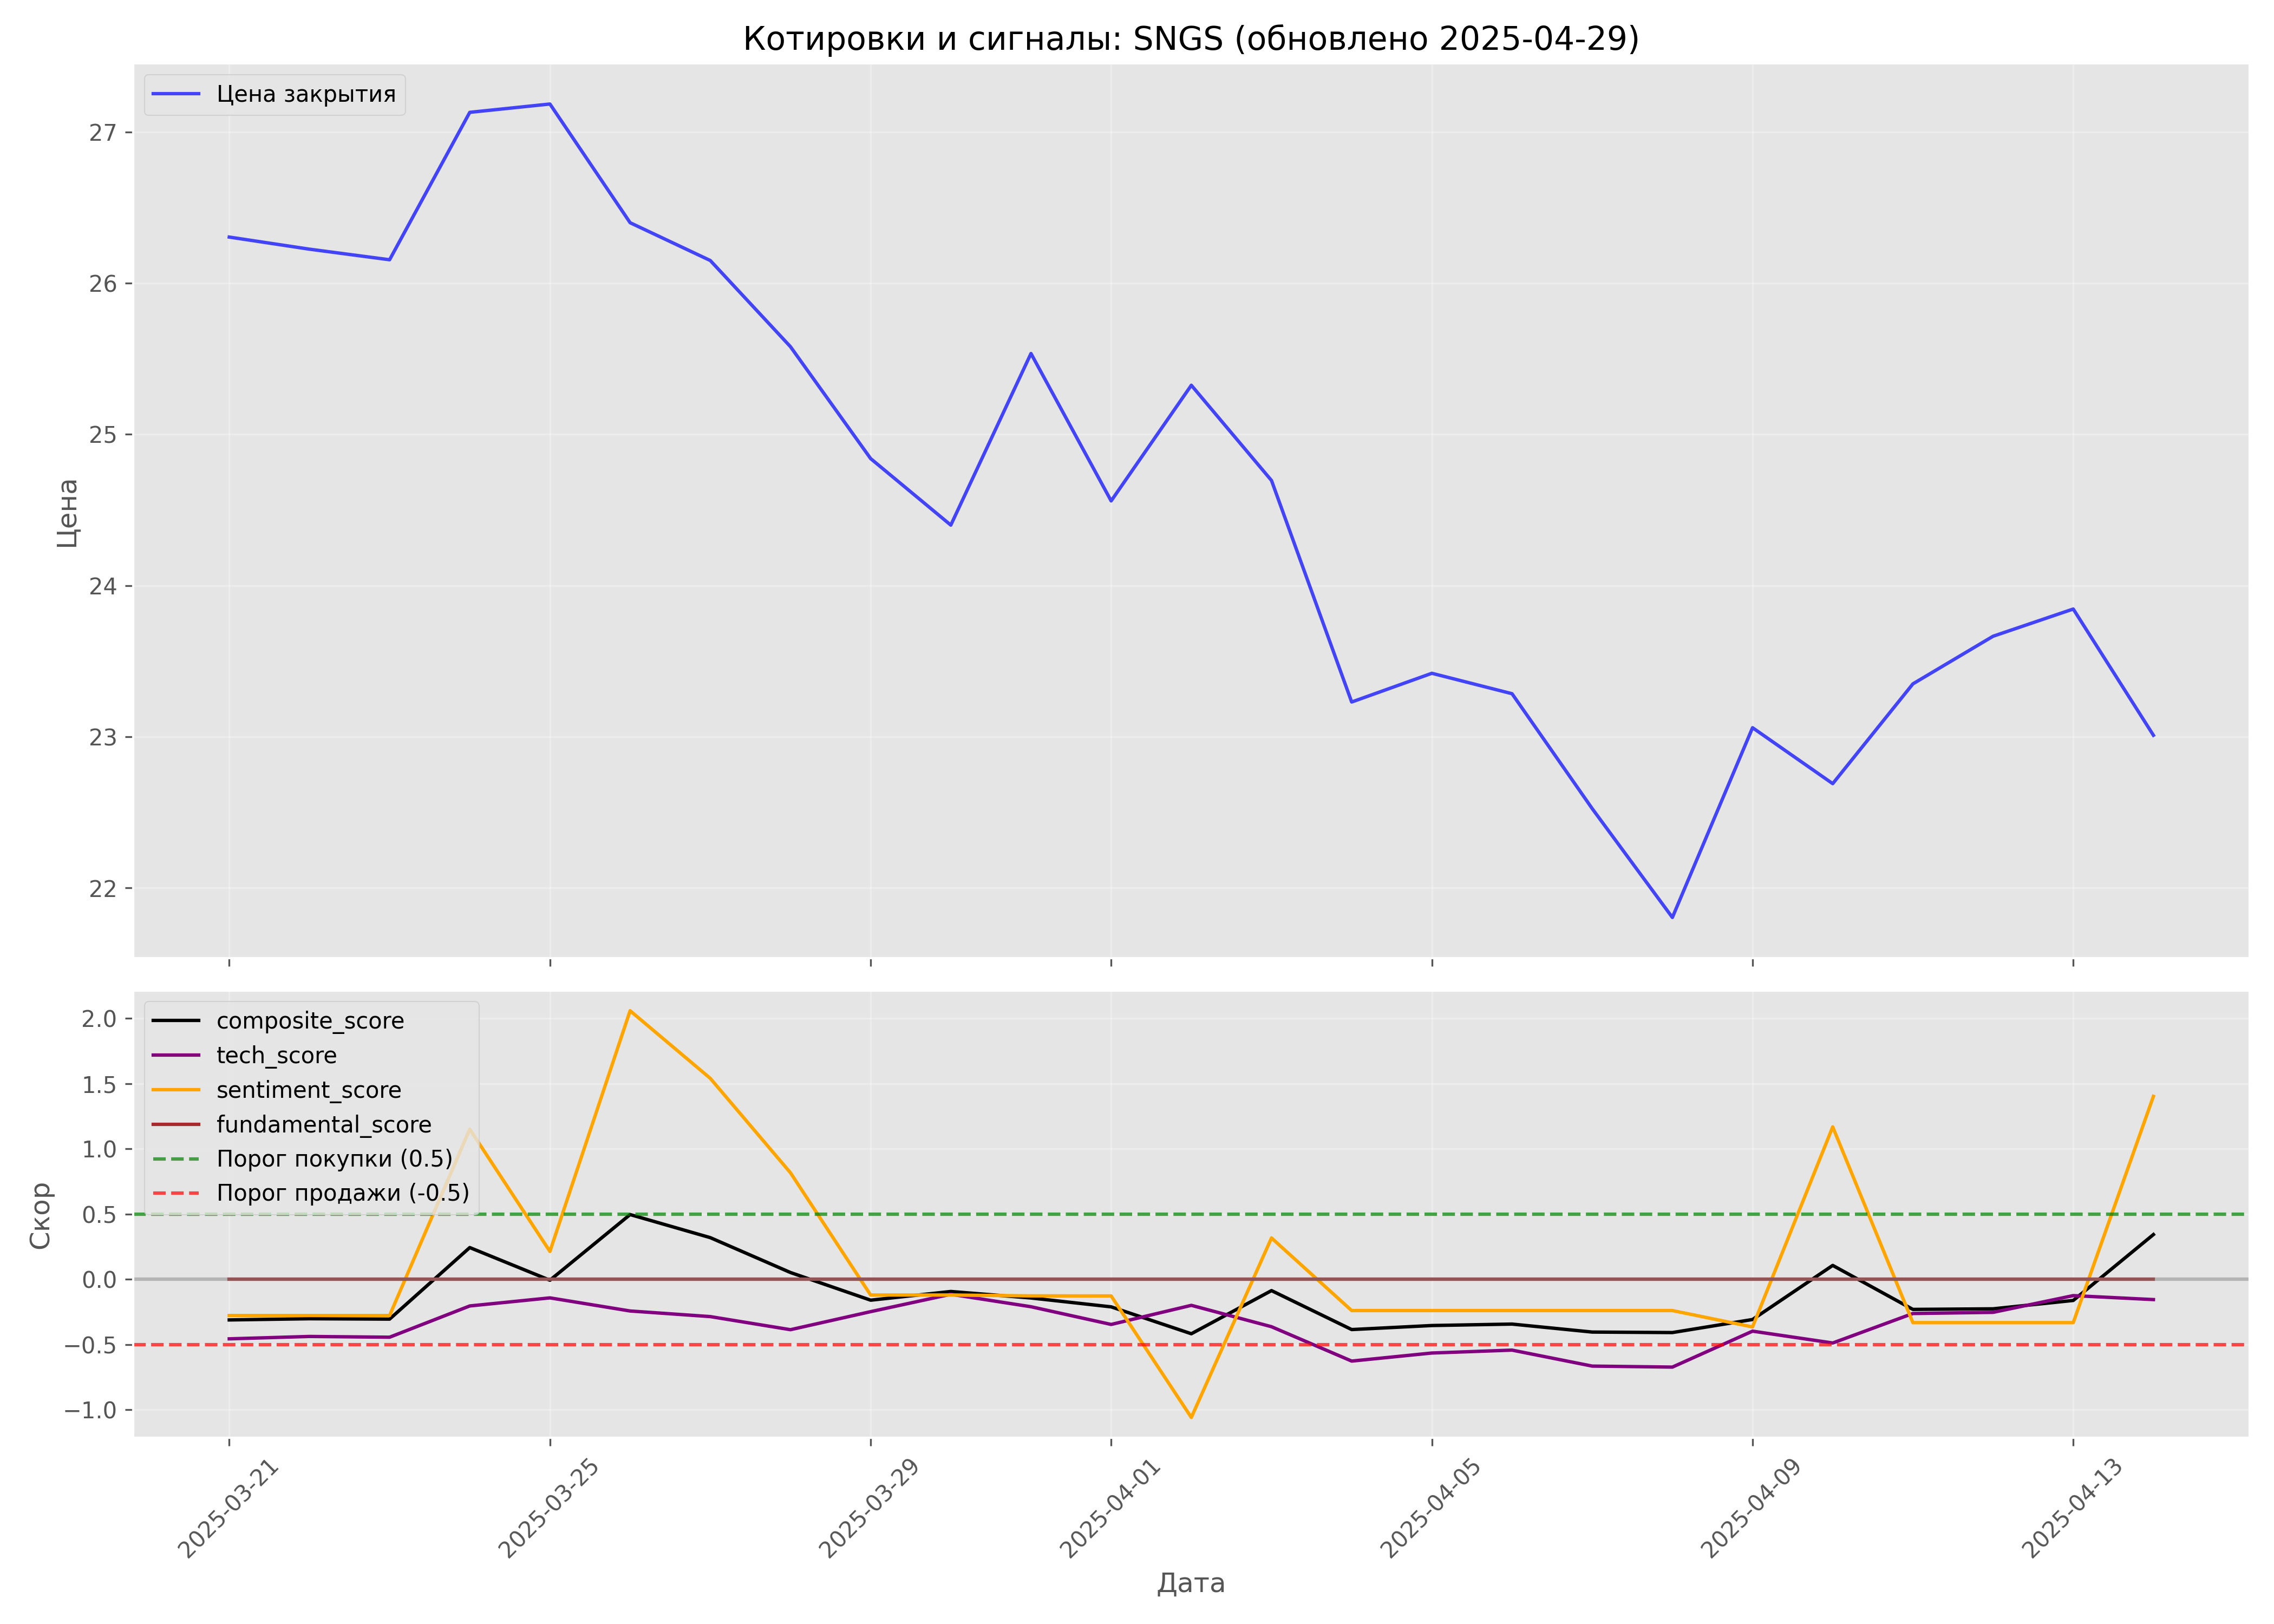 Котировки и сигналы: SNGS (обновлено 2025-04-29)
Цена закрытия
27
26
25
24
23
22
Цена
composite_score
tech_score
sentiment_score
fundamental_score
Порог покупки (0.5)
Порог продажи (-0.5)
2.0
1.5
1.0
0.5
0.0
−0.5
−1.0
Скор
2025-03-21
2025-03-25
2025-03-29
2025-04-01
2025-04-05
2025-04-09
2025-04-13
Дата